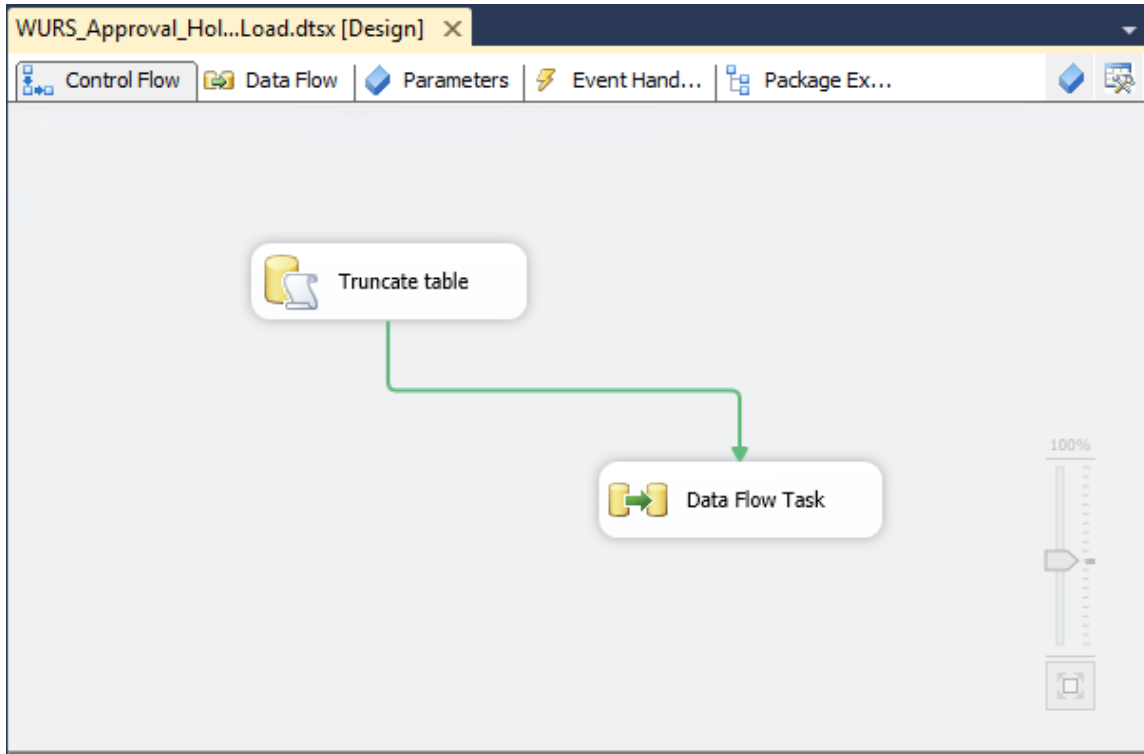 WURS_Approval_Hol...Load.dtsx [Design]
Control Flow Data Flow Parameters Event Hand... Package Ex...
Truncate table
100%
Data Flow Task